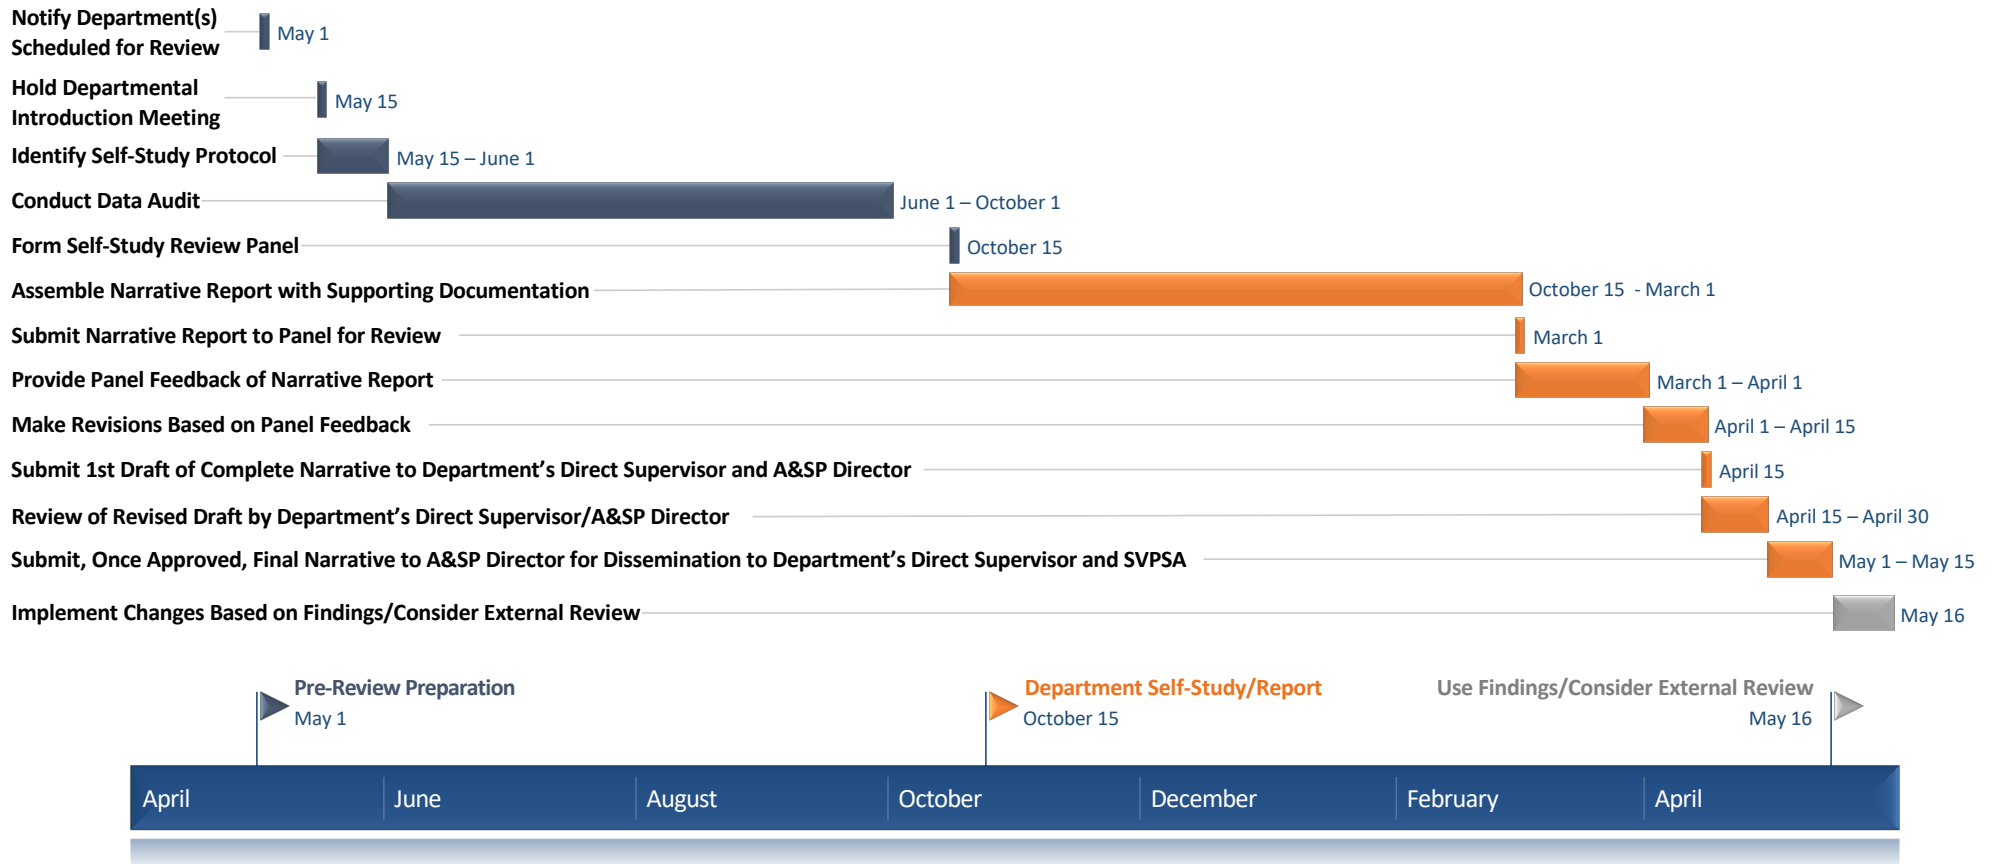 Notify Department(s)
Scheduled for Review
May 1
Hold Departmental
Introduction Meeting
May 15
Identify Self-Study Protocol
May 15 – June 1
Conduct Data Audit
June 1 – October 1
Form Self-Study Review Panel
October 15
Assemble Narrative Report with Supporting Documentation
October 15  - March 1
Submit Narrative Report to Panel for Review
March 1
Provide Panel Feedback of Narrative Report
March 1 – April 1
Make Revisions Based on Panel Feedback
April 1 – April 15
Submit 1st Draft of Complete Narrative to Department’s Direct Supervisor and A&SP Director
April 15
Review of Revised Draft by Department’s Direct Supervisor/A&SP Director
April 15 – April 30
Submit, Once Approved, Final Narrative to A&SP Director for Dissemination to Department’s Direct Supervisor and SVPSA
May 1 – May 15
Implement Changes Based on Findings/Consider External Review
May 16
Pre-Review Preparation
May 1
Department Self-Study/Report
October 15
Use Findings/Consider External Review
May 16
April
June
August
October
December
February
April